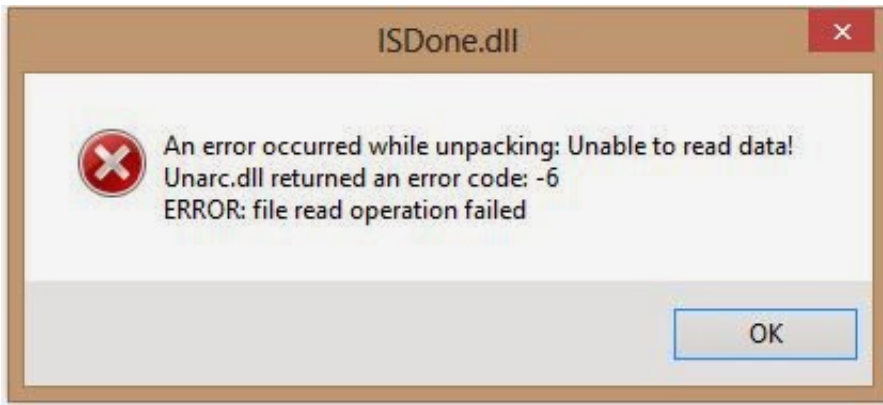 ISDone.dll
An error occurred while unpacking: Unable to read data!
Unarc.dll returned an error code: -6
ERROR: file read operation failed
OK